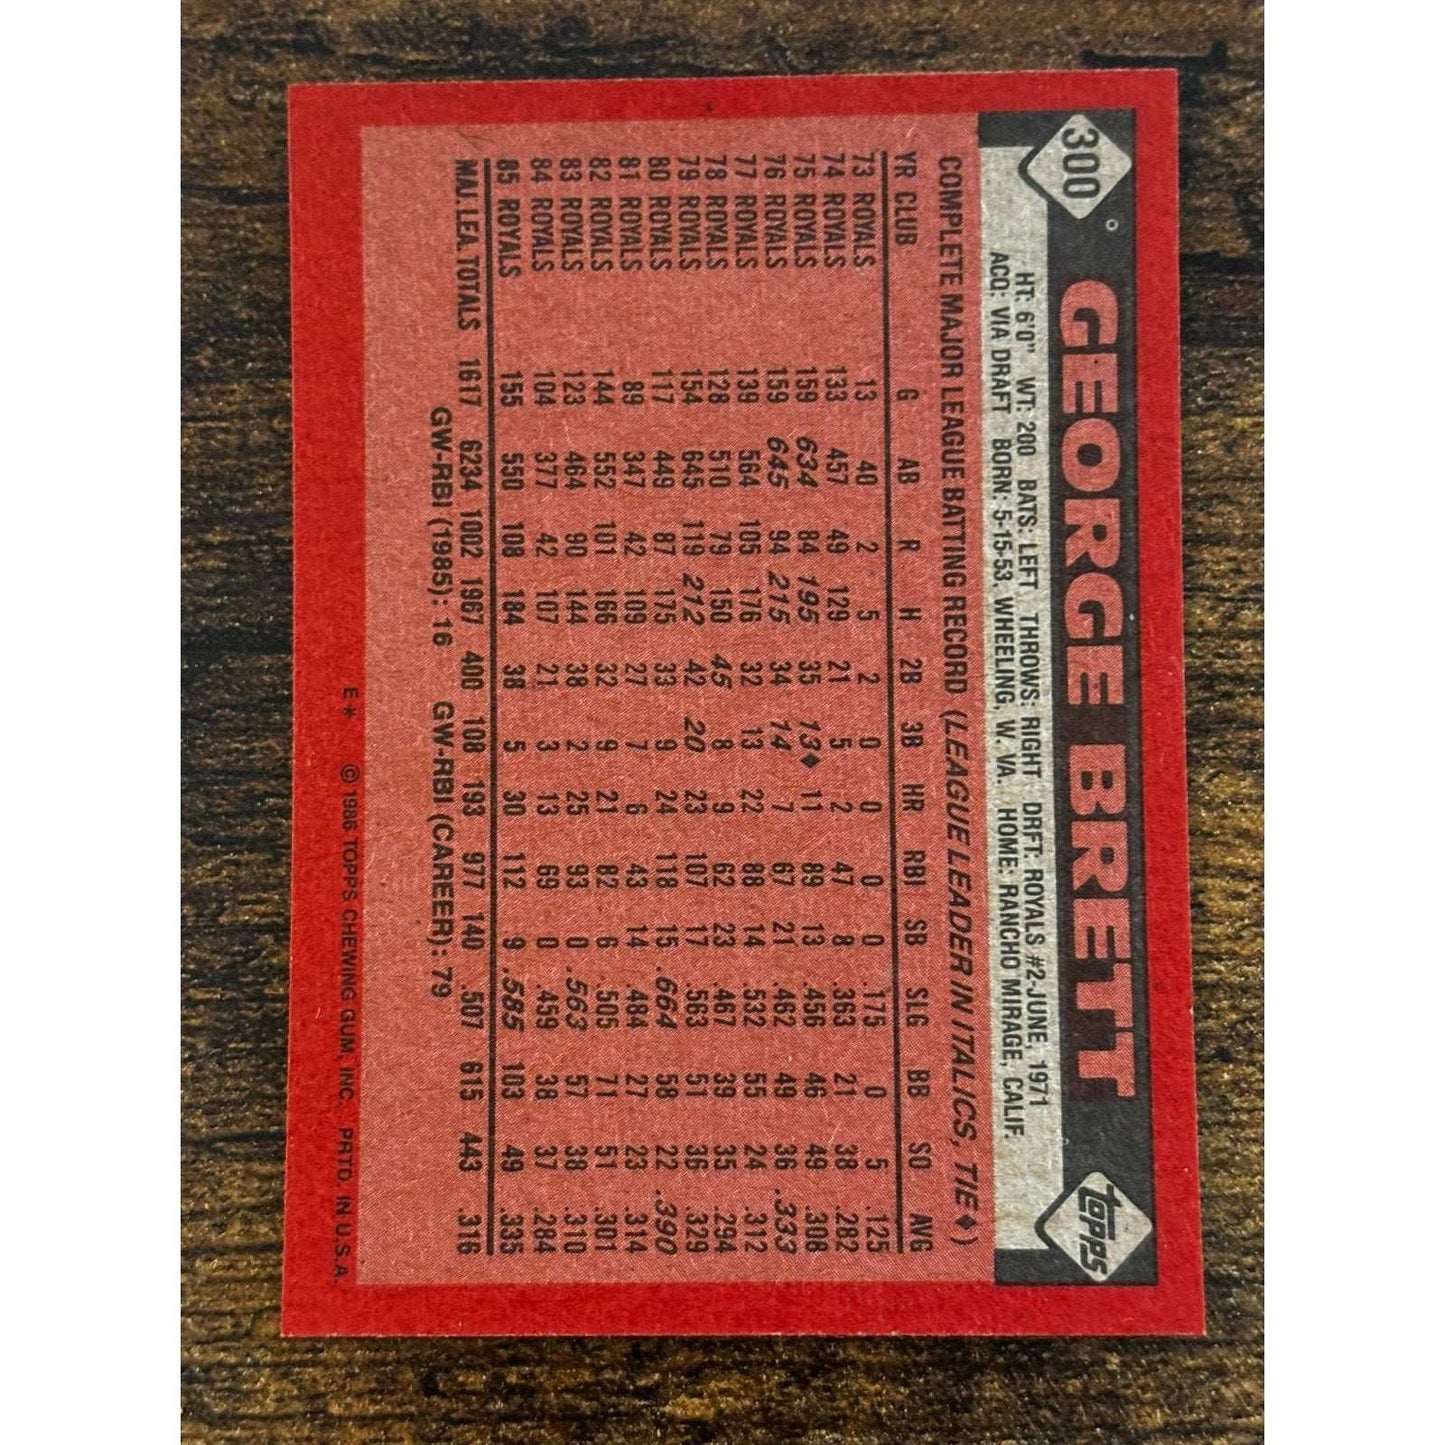 300 GEORGE BRETT topps
HT: 6'0" WT: 200 BATS: LEFT THROWS: RIGHT DRFT: ROYALS #2-JUNE, 1971
ACQ: VIA DRAFT BORN: 5-15-53, WHEELING, W. VA. HOME: RANCHO MIRAGE, CALIF.
COMPLETE MAJOR LEAGUE BATTING RECORD (LEAGUE LEADER IN ITALICS, TIE ♦)
YR CLUB G AB R H 2B 3B HR RBI SB SLG BB SO AVG
73 ROYALS 13 40 2 5 2 0 0 0 0 .175 0 5 .125
74 ROYALS 133 457 49 129 21 5 2 47 8 .363 21 38 .282
75 ROYALS 159 634 84 195 35 13♦ 11 89 13 .456 46 49 .308
76 ROYALS 159 645 94 215 34 14 7 67 21 .462 49 36 .333
77 ROYALS 139 564 105 176 32 13 22 88 14 .532 55 24 .312
78 ROYALS 128 510 79 150 45 8 9 62 23 .467 39 35 .294
79 ROYALS 154 645 119 212 42 20 23 107 17 .563 51 36 .329
80 ROYALS 117 449 87 175 33 9 24 118 15 .664 58 22 .390
81 ROYALS 89 347 42 109 27 7 6 43 14 .484 27 23 .314
82 ROYALS 144 552 101 166 32 9 21 82 6 .505 71 51 .301
83 ROYALS 123 464 90 144 38 2 25 93 0 .563 57 38 .310
84 ROYALS 104 377 42 107 21 3 13 69 0 .459 38 37 .284
85 ROYALS 155 550 108 184 38 5 30 112 9 .585 103 49 .335
MAJ. LEA. TOTALS 1617 6234 1002 1967 400 108 193 977 140 .507 615 443 .316
GW-RBI (1985): 16 GW-RBI (CAREER): 79
E* © 1986 TOPPS CHEWING GUM, INC. PRTD. IN U.S.A.